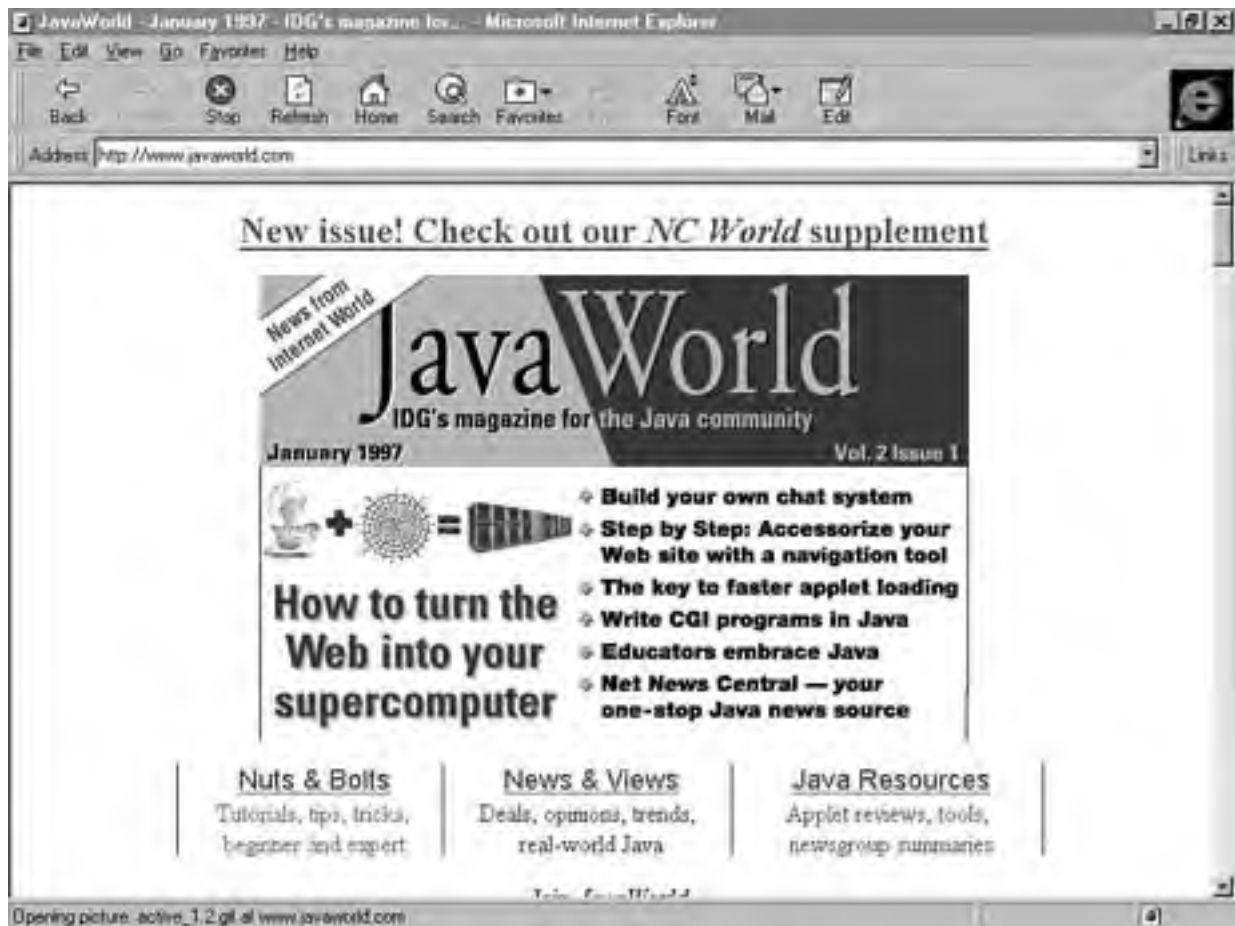 JavaWorld - January 1997 - IDG's magazine for... - Microsoft Internet Explorer
File Edit View Go Favorites Help
Back Stop Refresh Home Search Favorites Font Mail Edit
Address http://www.javaworld.com Links
New issue! Check out our NC World supplement
News from
Internet World
JavaWorld
IDG's magazine for the Java community
January 1997 Vol. 2 Issue 1
Build your own chat system
Step by Step: Accessorize your
Web site with a navigation tool
The key to faster applet loading
Write CGI programs in Java
Educators embrace Java
Net News Central — your
one-stop Java news source
How to turn the
Web into your
supercomputer
Nuts & Bolts
Tutorials, tips, tricks,
beginner and expert
News & Views
Deals, opinions, trends,
real-world Java
Java Resources
Applet reviews, tools,
newsgroup summaries
Join JavaWorld
Opening picture: active_1.2.gif at www.javaworld.com